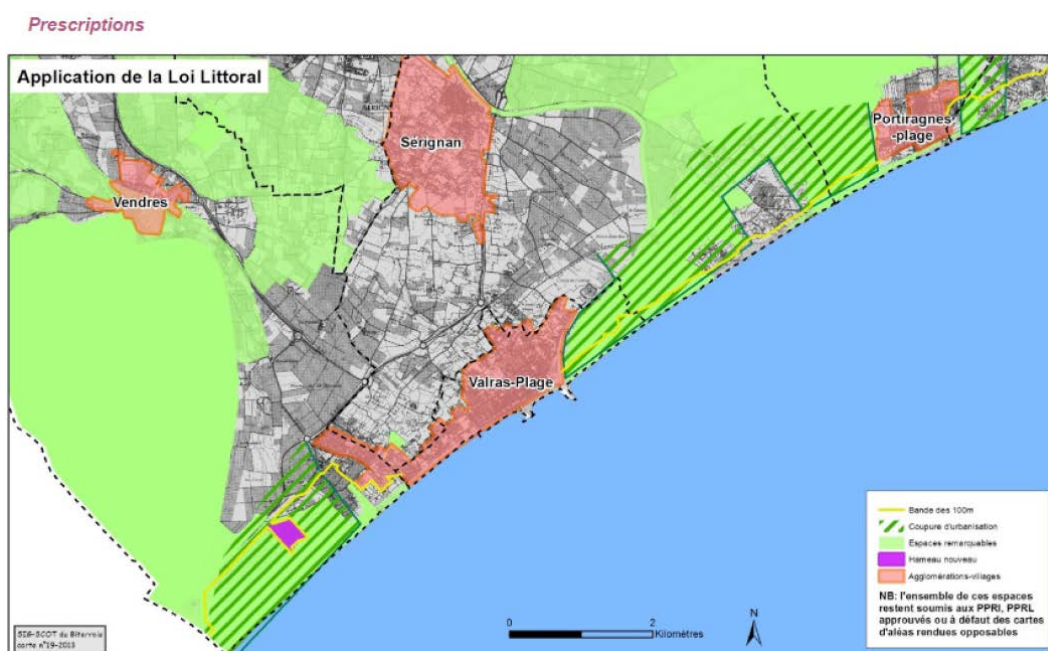 Prescriptions
Application de la Loi Littoral
Sérignan
Portiragnes
-plage
Vendres
Valras-Plage
Bande des 100m
Coupure d'urbanisation
Espaces remarquables
Hameau nouveau
Agglomérations-villages
NB: l'ensemble de ces espaces
restent soumis aux PPRI, PPRL
approuvés ou à défaut des cartes
d'aléas rendues opposables
N
0 2
Kilomètres
SIG-SCOT du Biterrois
carte n°19-2013